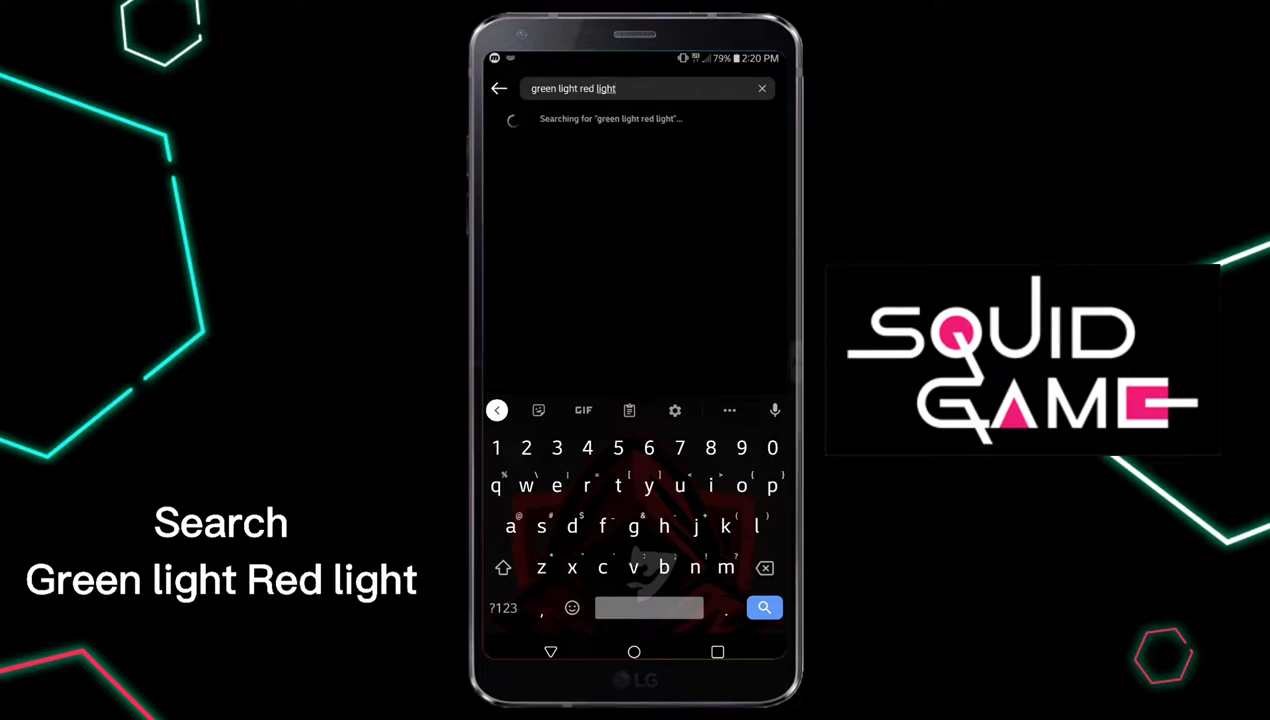 79% 2:20 PM
green light red light
Searching for "green light red light"...
GIF
1 2 3 4 5 6 7 8 9 0
% \ | = [ ] < > { }
q w e r t y u i o p
@ # $ _ & - + ( )
a s d f g h j k l
* " ' : ; ! ?
z x c v b n m
?123 , .
LG
SQUID
GAME
Search
Green light Red light